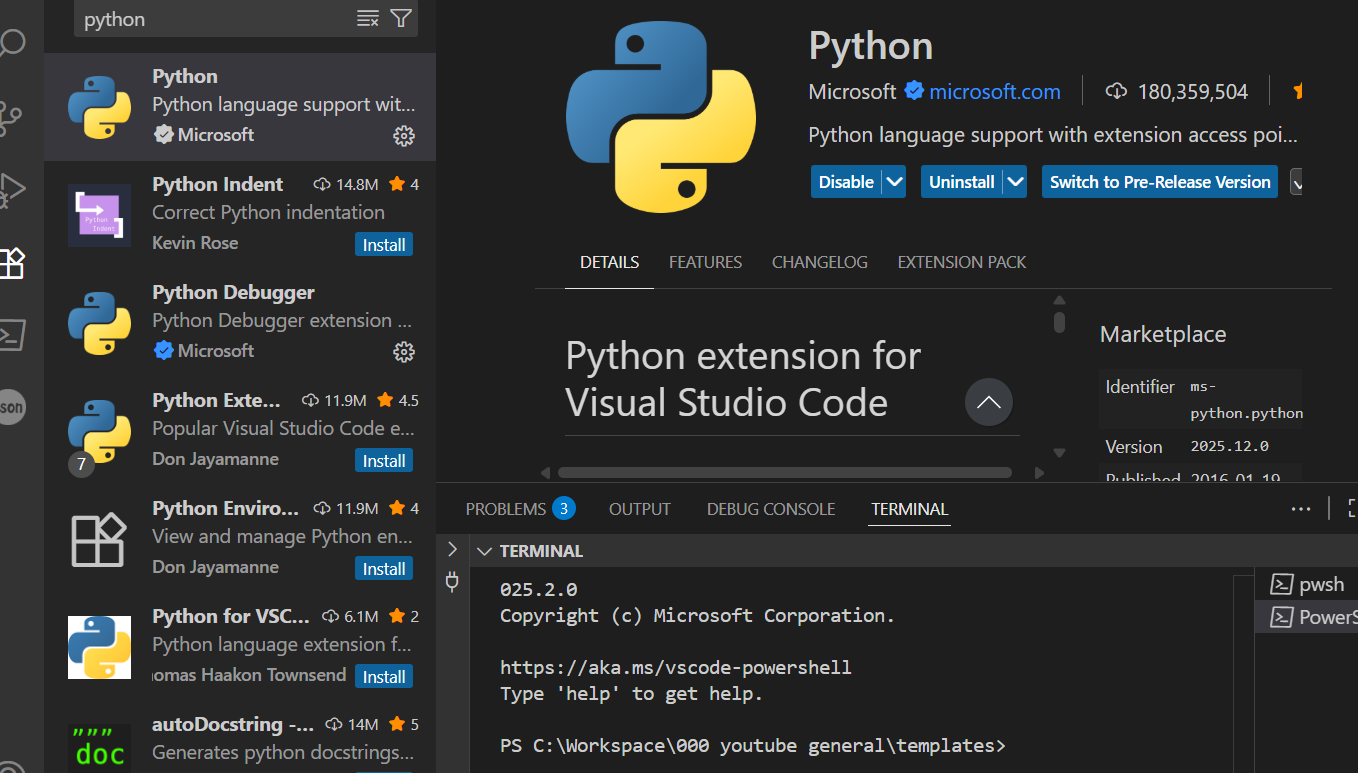 python
Python
Python language support wit...
Microsoft
Python Indent 14.8M 4
Correct Python indentation
Kevin Rose Install
Python Debugger
Python Debugger extension ...
Microsoft
Python Exte... 11.9M 4.5
Popular Visual Studio Code e...
7 Don Jayamanne Install
Python Enviro... 11.9M 4
View and manage Python en...
Don Jayamanne Install
Python for VSC... 6.1M 2
Python language extension f...
omas Haakon Townsend Install
autoDocstring -... 14M 5
""" doc
Generates python docstrings...
son
Python
Microsoft microsoft.com 180,359,504
Python language support with extension access poi...
Disable Uninstall Switch to Pre-Release Version
DETAILS FEATURES CHANGELOG EXTENSION PACK
Python extension for
Visual Studio Code
Marketplace
Identifier ms-
python.python
Version 2025.12.0
Published 2016-01-19
PROBLEMS 3 OUTPUT DEBUG CONSOLE TERMINAL ...
TERMINAL
025.2.0
Copyright (c) Microsoft Corporation.
https://aka.ms/vscode-powershell
Type 'help' to get help.
PS C:\Workspace\000 youtube general\templates>
pwsh
PowerS